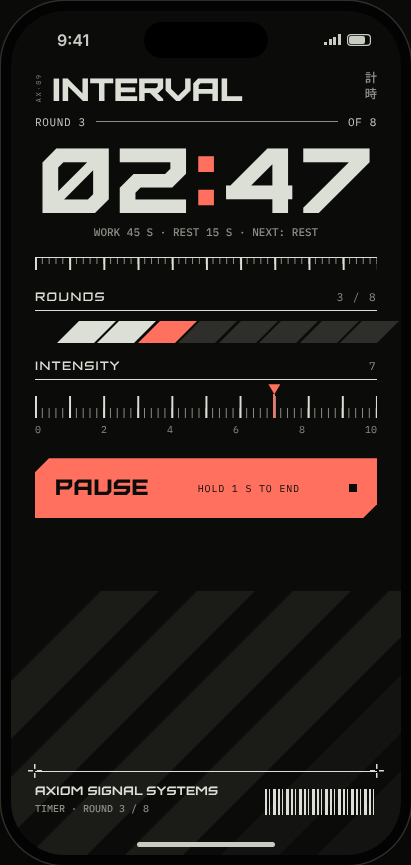 9:41
AX·09
INTERVAL
計時
ROUND 3
OF 8
02:47
WORK 45 S · REST 15 S · NEXT: REST
ROUNDS
3 / 8
INTENSITY
7
0 2 4 6 8 10
PAUSE
HOLD 1 S TO END
AXIOM SIGNAL SYSTEMS
TIMER · ROUND 3 / 8